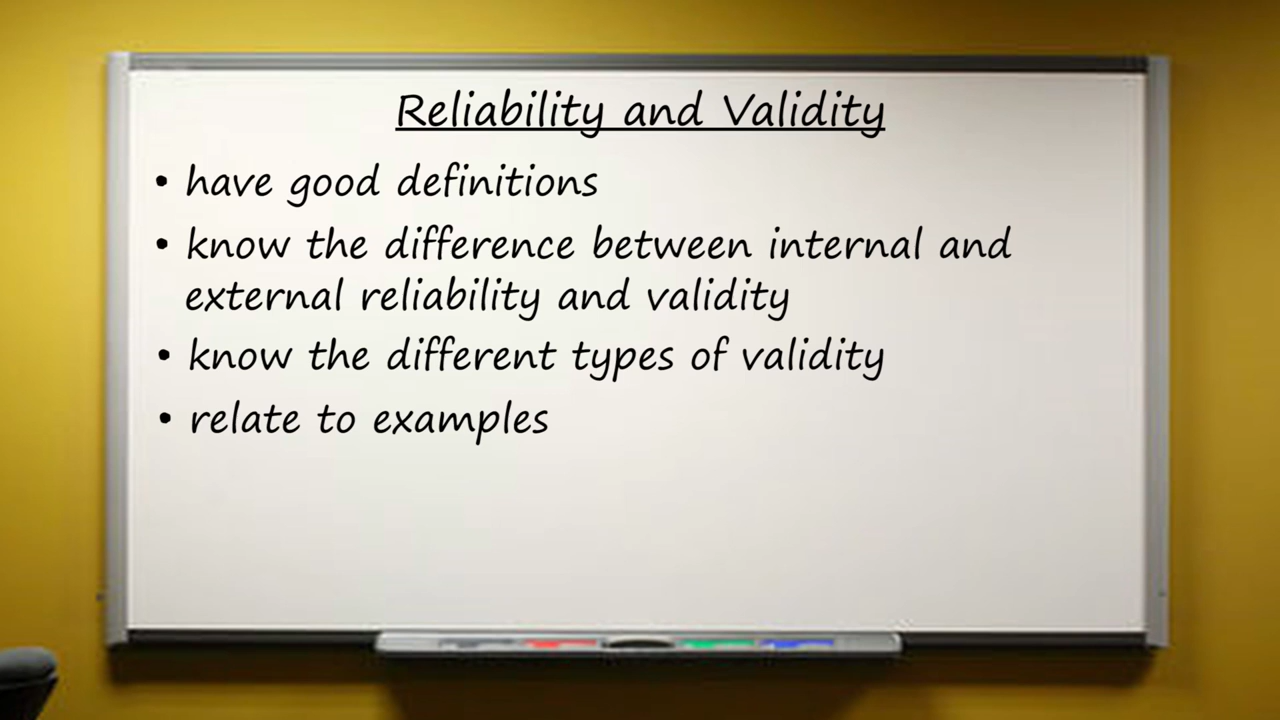 Reliability and Validity
• have good definitions
• know the difference between internal and
external reliability and validity
• know the different types of validity
• relate to examples